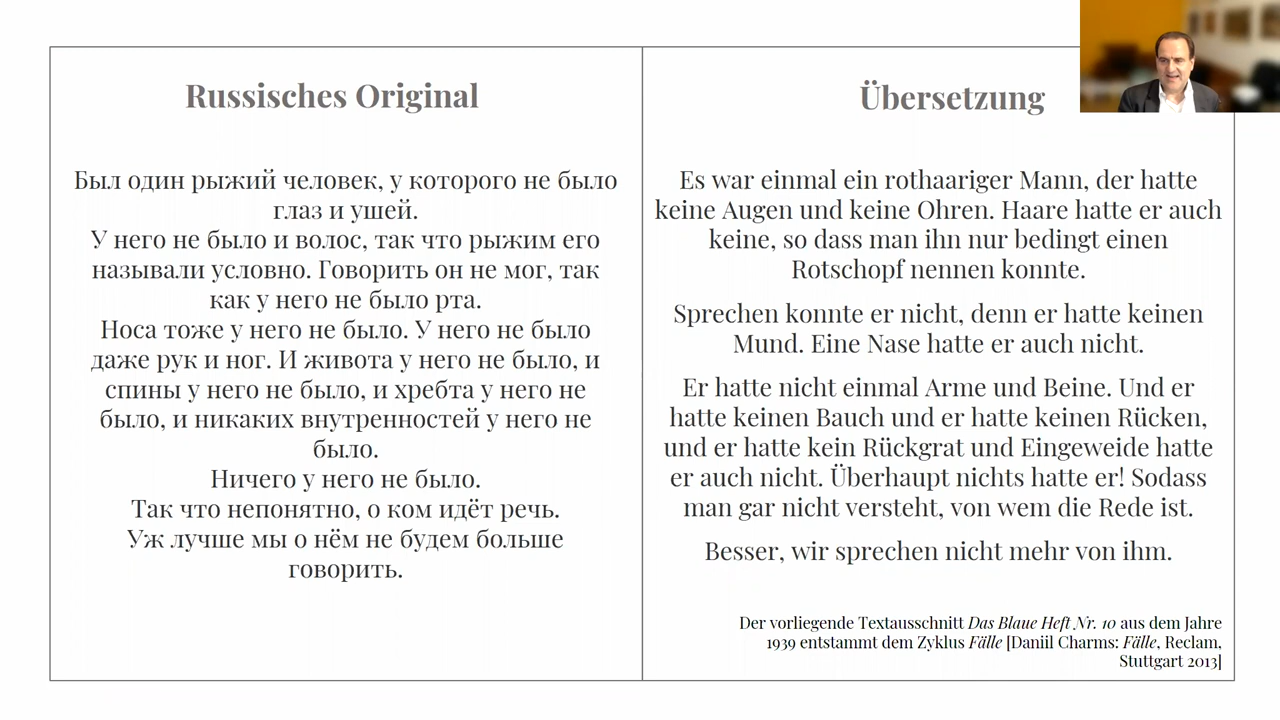 Russisches Original
Был один рыжий человек, у которого не было
глаз и ушей.
У него не было и волос, так что рыжим его
называли условно. Говорить он не мог, так
как у него не было рта.
Носа тоже у него не было. У него не было
даже рук и ног. И живота у него не было, и
спины у него не было, и хребта у него не
было, и никаких внутренностей у него не
было.
Ничего у него не было.
Так что непонятно, о ком идёт речь.
Уж лучше мы о нём не будем больше
говорить.
Übersetzung
Es war einmal ein rothaariger Mann, der hatte
keine Augen und keine Ohren. Haare hatte er auch
keine, so dass man ihn nur bedingt einen
Rotschopf nennen konnte.
Sprechen konnte er nicht, denn er hatte keinen
Mund. Eine Nase hatte er auch nicht.
Er hatte nicht einmal Arme und Beine. Und er
hatte keinen Bauch und er hatte keinen Rücken,
und er hatte kein Rückgrat und Eingeweide hatte
er auch nicht. Überhaupt nichts hatte er! Sodass
man gar nicht versteht, von wem die Rede ist.
Besser, wir sprechen nicht mehr von ihm.
Der vorliegende Textausschnitt Das Blaue Heft Nr. 10 aus dem Jahre
1939 entstammt dem Zyklus Fälle [Daniil Charms: Fälle, Reclam,
Stuttgart 2013]